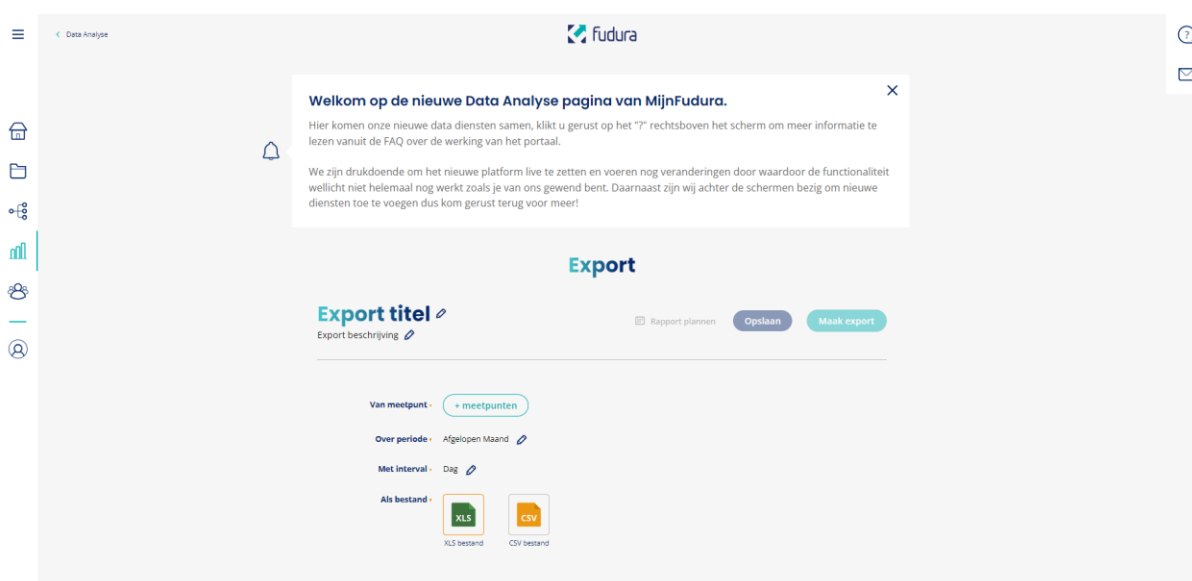 Data Analyse
fudura
?
Welkom op de nieuwe Data Analyse pagina van MijnFudura.
Hier komen onze nieuwe data diensten samen, klikt u gerust op het "?" rechtsboven het scherm om meer informatie te
lezen vanuit de FAQ over de werking van het portaal.
We zijn drukdoende om het nieuwe platform live te zetten en voeren nog veranderingen door waardoor de functionaliteit
wellicht niet helemaal nog werkt zoals je van ons gewend bent. Daarnaast zijn wij achter de schermen bezig om nieuwe
diensten toe te voegen dus kom gerust terug voor meer!
Export
Export titel
Export beschrijving
Rapport plannen
Opslaan
Maak export
Van meetpunt
+ meetpunten
Over periode
Afgelopen Maand
Met interval
Dag
Als bestand
XLS
CSV
XLS bestand
CSV bestand